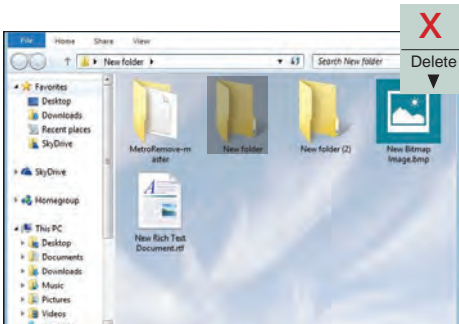 File Home Share View
X
Delete
New folder
Search New folder
Favorites
Desktop
Downloads
Recent places
SkyDrive
SkyDrive
Homegroup
This PC
Desktop
Documents
Downloads
Music
Pictures
Videos
MetroRemove-m
aster
New folder
New folder (2)
New Bitmap
Image.bmp
New Rich Text
Document.rtf